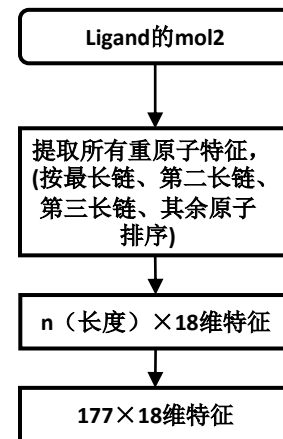 Ligand的mol2
提取所有重原子特征，
(按最长链、第二长链、
第三长链、其余原子
排序)
n（长度）×18维特征
177×18维特征